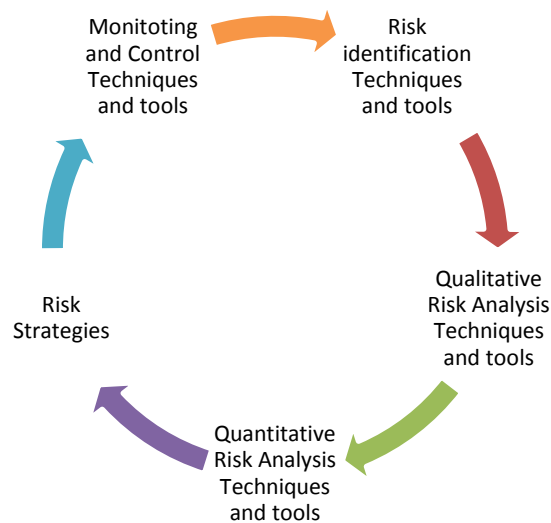 Monitoting
and Control
Techniques
and tools
Risk
identification
Techniques
and tools
Qualitative
Risk Analysis
Techniques
and tools
Quantitative
Risk Analysis
Techniques
and tools
Risk
Strategies